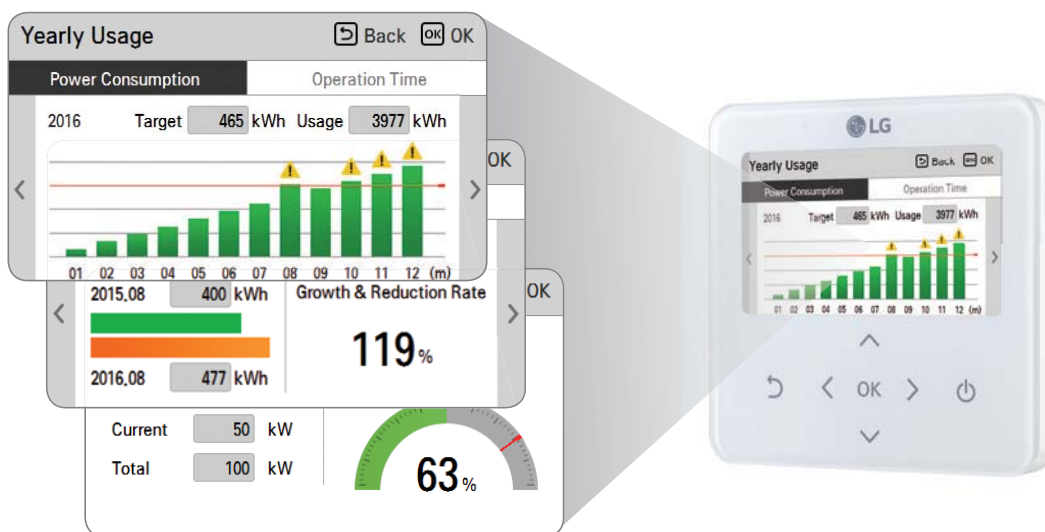 Yearly Usage Back OK OK
Power Consumption Operation Time
2016 Target 465 kWh Usage 3977 kWh
01 02 03 04 05 06 07 08 09 10 11 12 (m)
OK
OK
2015.08 400 kWh Growth & Reduction Rate
119%
2016.08 477 kWh
Current 50 kW
Total 100 kW
63%
LG
Yearly Usage Back OK OK
Power Consumption Operation Time
2016 Target 465 kWh Usage 3977 kWh
01 02 03 04 05 06 07 08 09 10 11 12 (m)
OK